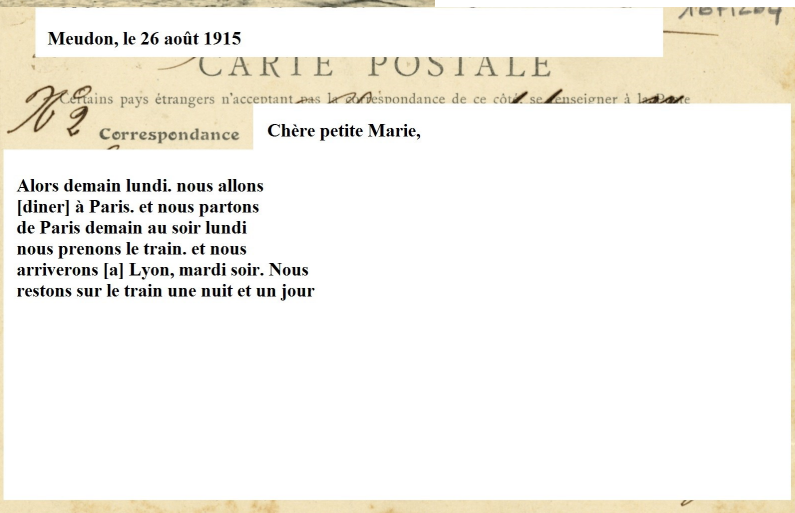 Meudon, le 26 août 1915
CARTE POSTALE
Certains pays étrangers n'acceptant pas la correspondance de ce côté, se renseigner à la Poste
N 2
Correspondance
Chère petite Marie,
Alors demain lundi. nous allons
[diner] à Paris. et nous partons
de Paris demain au soir lundi
nous prenons le train. et nous
arriverons [a] Lyon, mardi soir. Nous
restons sur le train une nuit et un jour